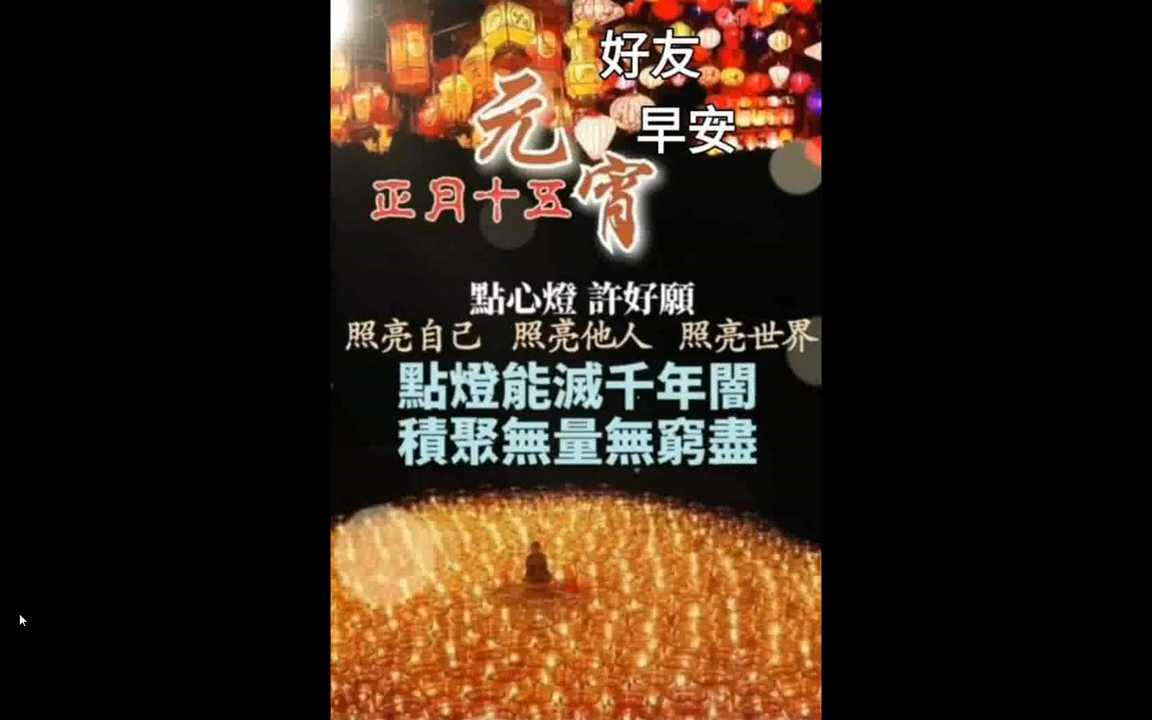 好友
早安
元宵
正月十五
點心燈 許好願
照亮自己 照亮他人 照亮世界
點燈能滅千年闇
積聚無量無窮盡